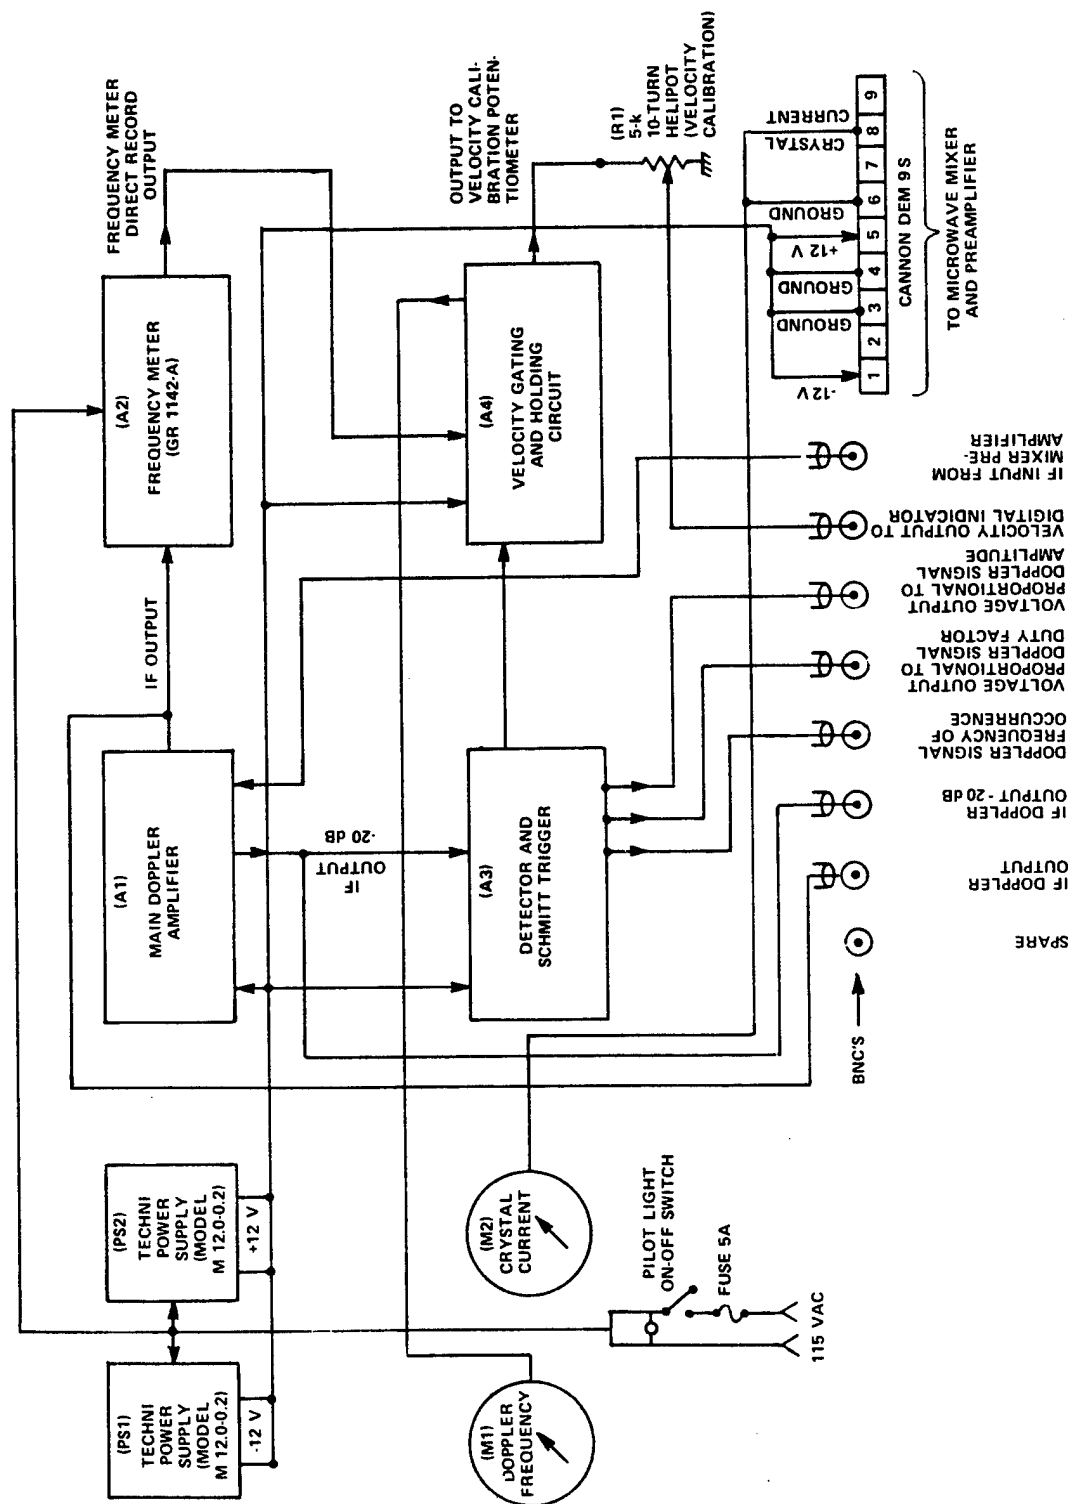 (PS1)
TECHNI
POWER
SUPPLY
(MODEL
M 12.0-0.2)
-12 V
(PS2)
TECHNI
POWER
SUPPLY
(MODEL
M 12.0-0.2)
+12 V
(A1)
MAIN DOPPLER
AMPLIFIER
IF OUTPUT
(A2)
FREQUENCY METER
(GR 1142-A)
FREQUENCY METER
DIRECT RECORD
OUTPUT
IF
OUTPUT
-20 dB
(M1)
DOPPLER
FREQUENCY
(M2)
CRYSTAL
CURRENT
(A3)
DETECTOR AND
SCHMITT TRIGGER
(A4)
VELOCITY GATING
AND HOLDING
CIRCUIT
OUTPUT TO
VELOCITY CALI-
BRATION POTEN-
TIOMETER
(R1)
5-k
10-TURN
HELIPOT
(VELOCITY
CALIBRATION)
PILOT LIGHT
ON-OFF SWITCH
FUSE 5A
115 VAC
BNC'S
SPARE
IF DOPPLER
OUTPUT
IF DOPPLER
OUTPUT - 20 dB
DOPPLER SIGNAL
FREQUENCY OF
OCCURRENCE
VOLTAGE OUTPUT
PROPORTIONAL TO
DOPPLER SIGNAL
DUTY FACTOR
VOLTAGE OUTPUT
PROPORTIONAL TO
DOPPLER SIGNAL
AMPLITUDE
VELOCITY OUTPUT TO
DIGITAL INDICATOR
IF INPUT FROM
MIXER PRE-
AMPLIFIER
-12 V
GROUND
GROUND
+12 V
GROUND
CRYSTAL
CURRENT
1 2 3 4 5 6 7 8 9
CANNON DEM 9 S
TO MICROWAVE MIXER
AND PREAMPLIFIER